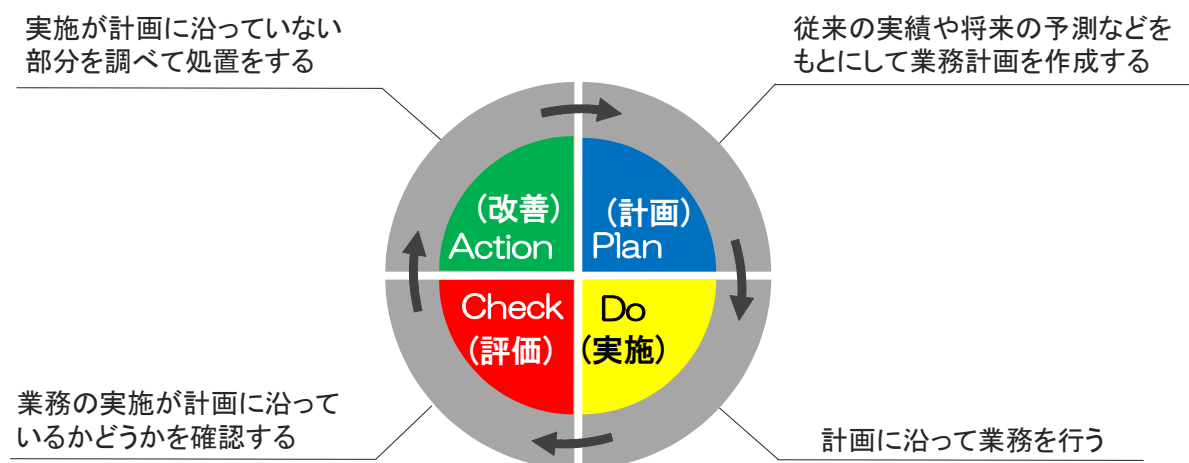 実施が計画に沿っていない
部分を調べて処置をする
従来の実績や将来の予測などを
もとにして業務計画を作成する
(改善)
Action
(計画)
Plan
Check
(評価)
Do
(実施)
業務の実施が計画に沿って
いるかどうかを確認する
計画に沿って業務を行う